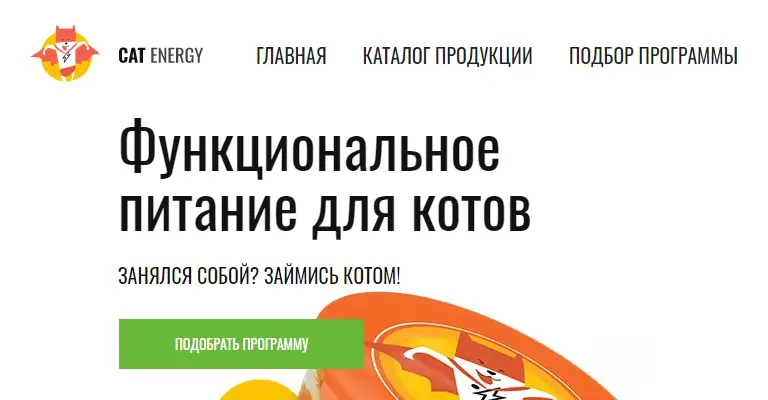 CAT ENERGY ГЛАВНАЯ КАТАЛОГ ПРОДУКЦИИ ПОДБОР ПРОГРАММЫ
Функциональное
питание для котов
ЗАНЯЛСЯ СОБОЙ? ЗАЙМИСЬ КОТОМ!
ПОДОБРАТЬ ПРОГРАММУ